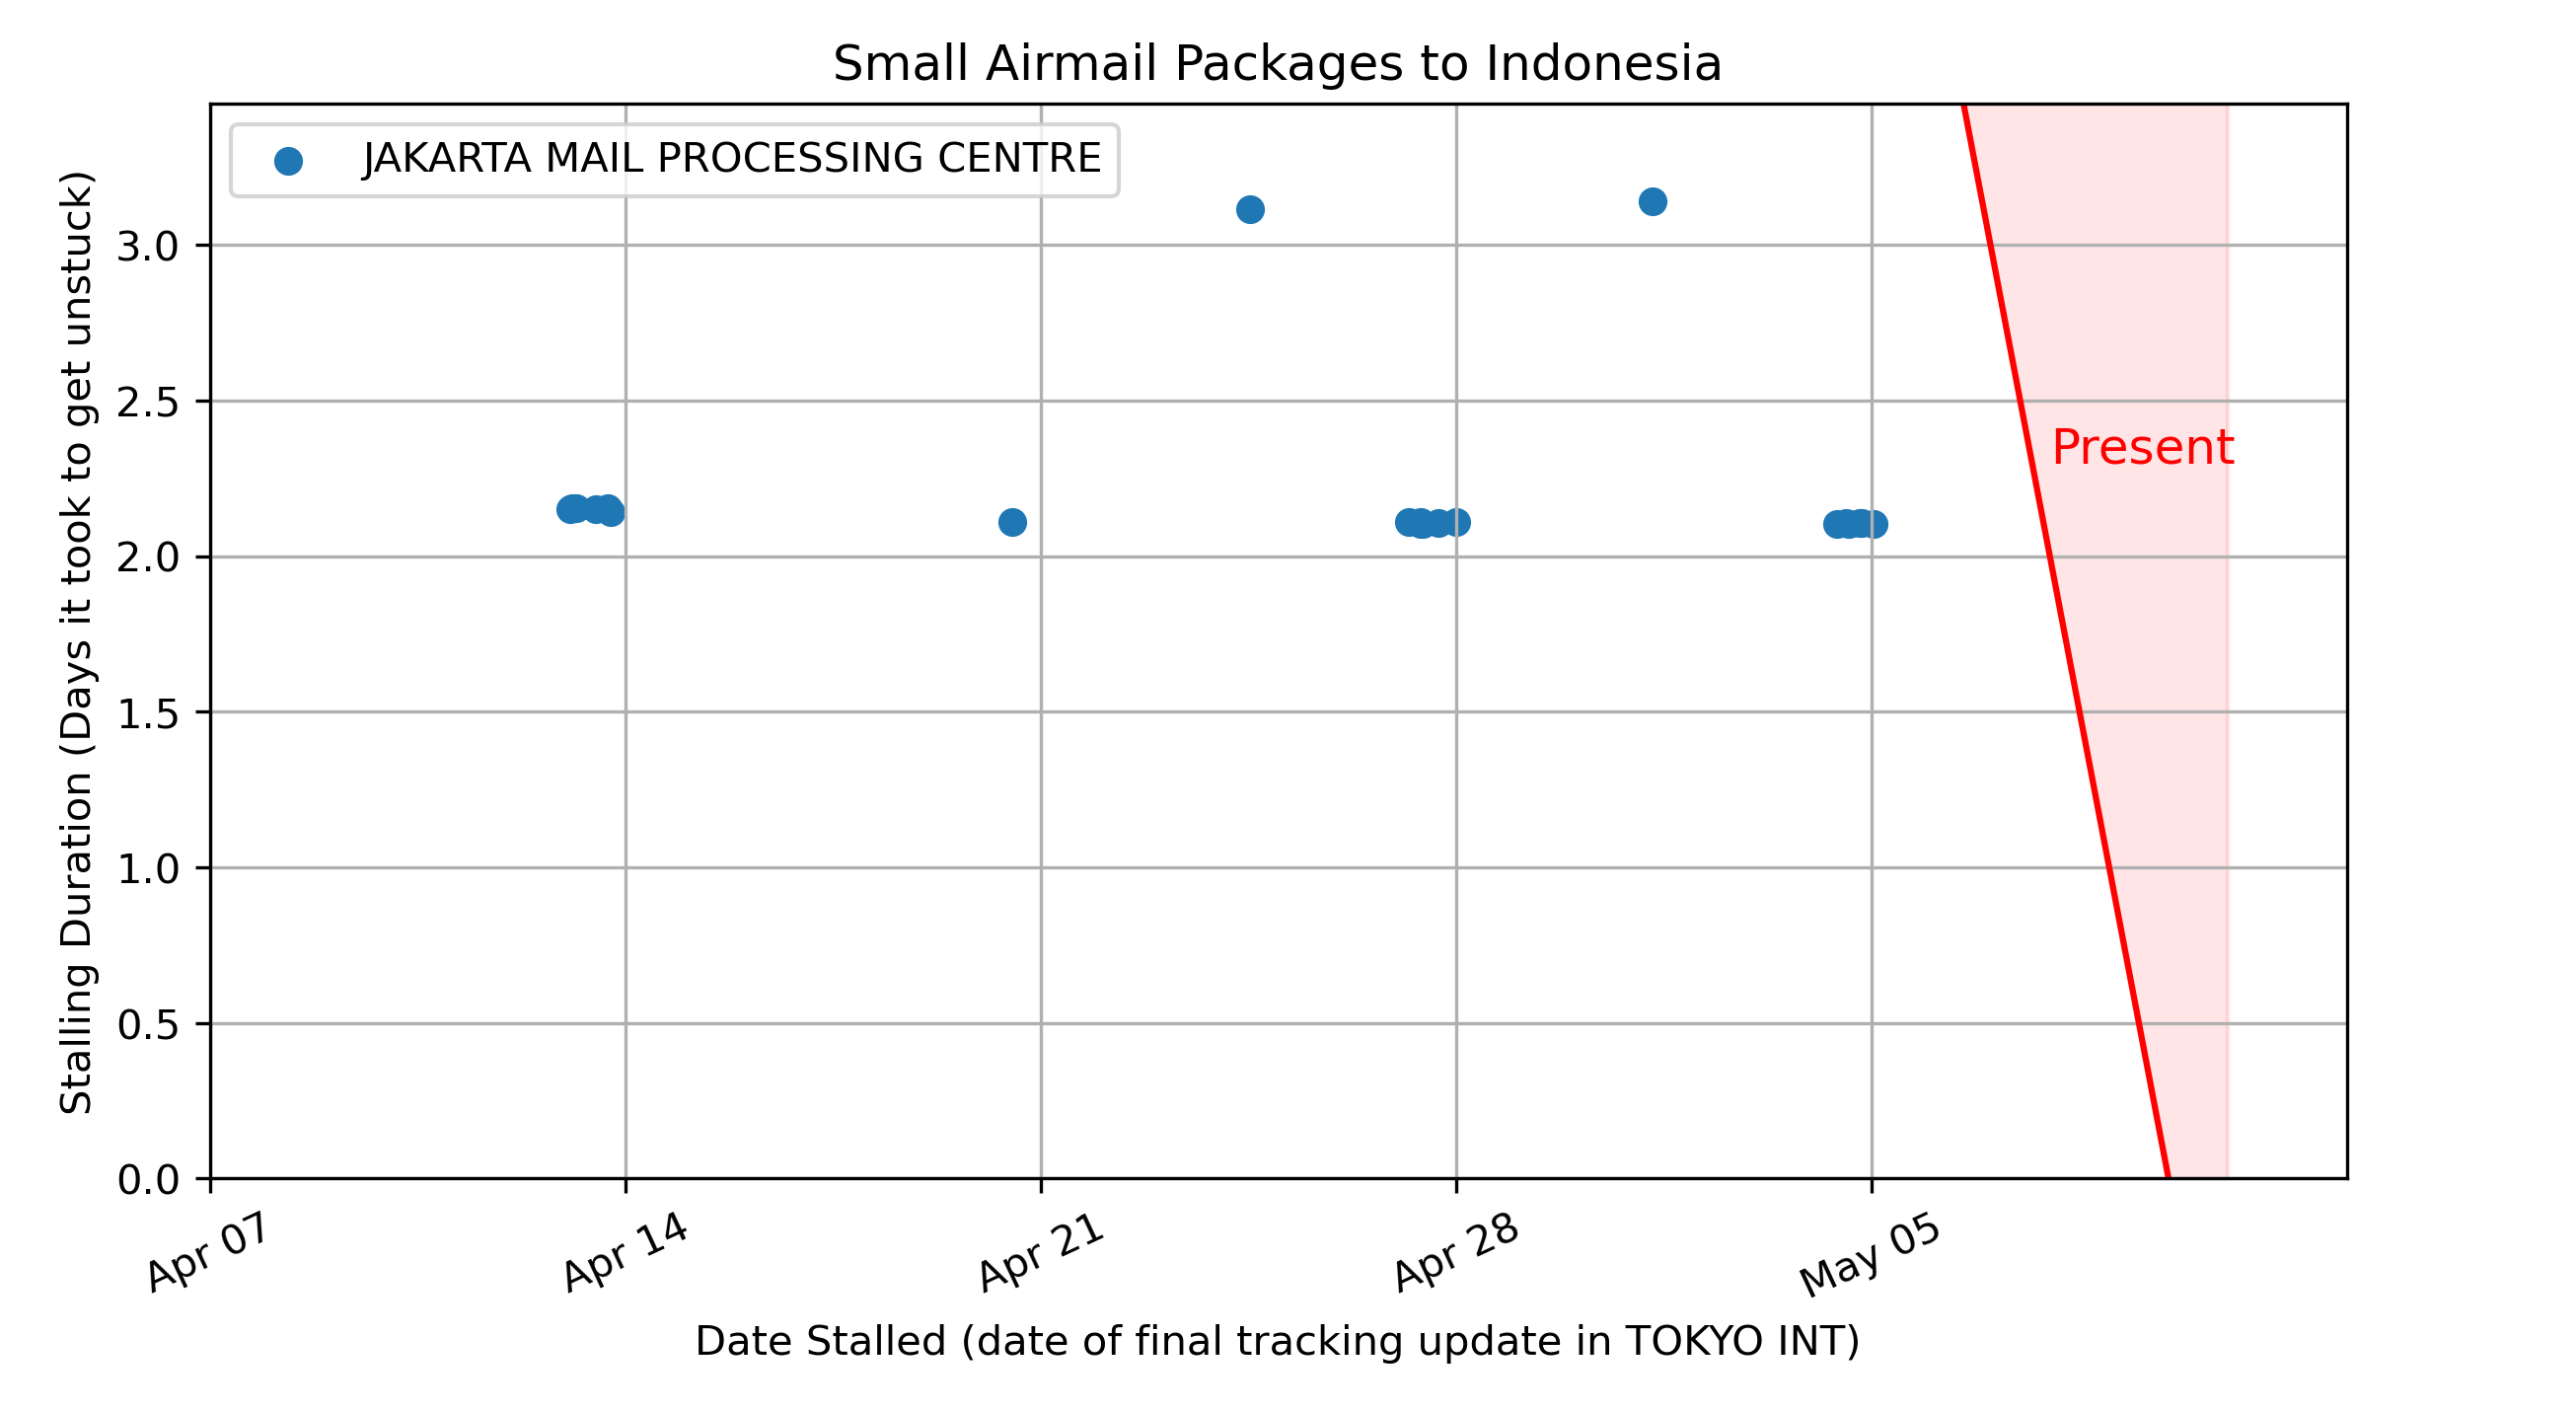 Small Airmail Packages to Indonesia
JAKARTA MAIL PROCESSING CENTRE
Stalling Duration (Days it took to get unstuck)
3.0
2.5
2.0
1.5
1.0
0.5
0.0
Present
Apr 07
Apr 14
Apr 21
Apr 28
May 05
Date Stalled (date of final tracking update in TOKYO INT)